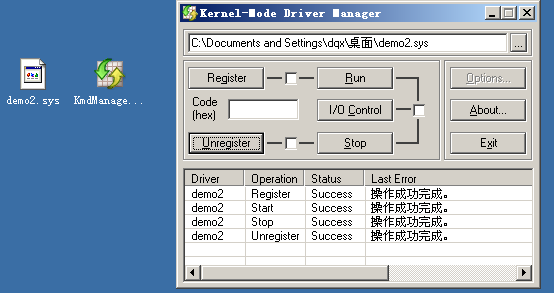 Kernel-Mode Driver Manager
C:\Documents and Settings\dqx\桌面\demo2.sys
...
demo2.sys
KmdManage...
Register
Run
Options...
Code
(hex)
I/O Control
About...
Unregister
Stop
Exit
Driver Operation Status Last Error
demo2 Register Success 操作成功完成。
demo2 Start Success 操作成功完成。
demo2 Stop Success 操作成功完成。
demo2 Unregister Success 操作成功完成。